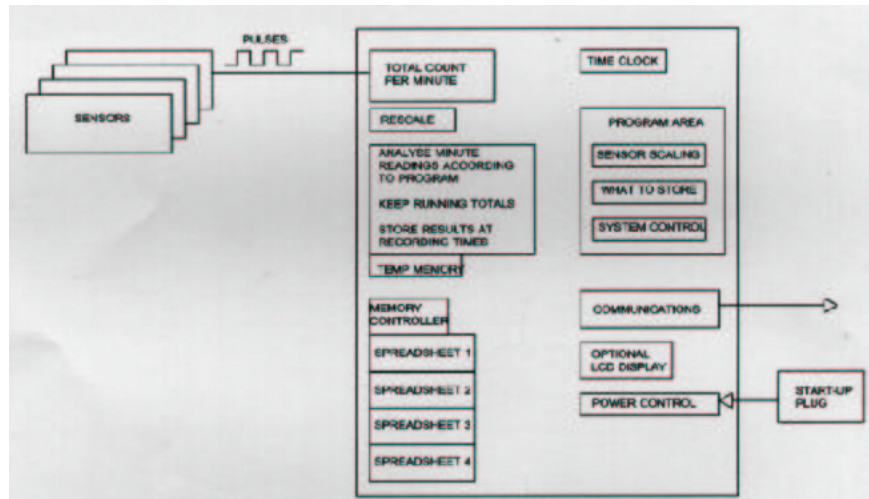 PULSES
SENSORS
TOTAL COUNT
PER MINUTE
RESCALE
ANALYSE MINUTE
READINGS ACCORDING
TO PROGRAM
KEEP RUNNING TOTALS
STORE RESULTS AT
RECORDING TIMES
TEMP MEMORY
MEMORY
CONTROLLER
SPREADSHEET 1
SPREADSHEET 2
SPREADSHEET 3
SPREADSHEET 4
TIME CLOCK
PROGRAM AREA
SENSOR SCALING
WHAT TO STORE
SYSTEM CONTROL
COMMUNICATIONS
OPTIONAL
LCD DISPLAY
POWER CONTROL
START-UP
PLUG